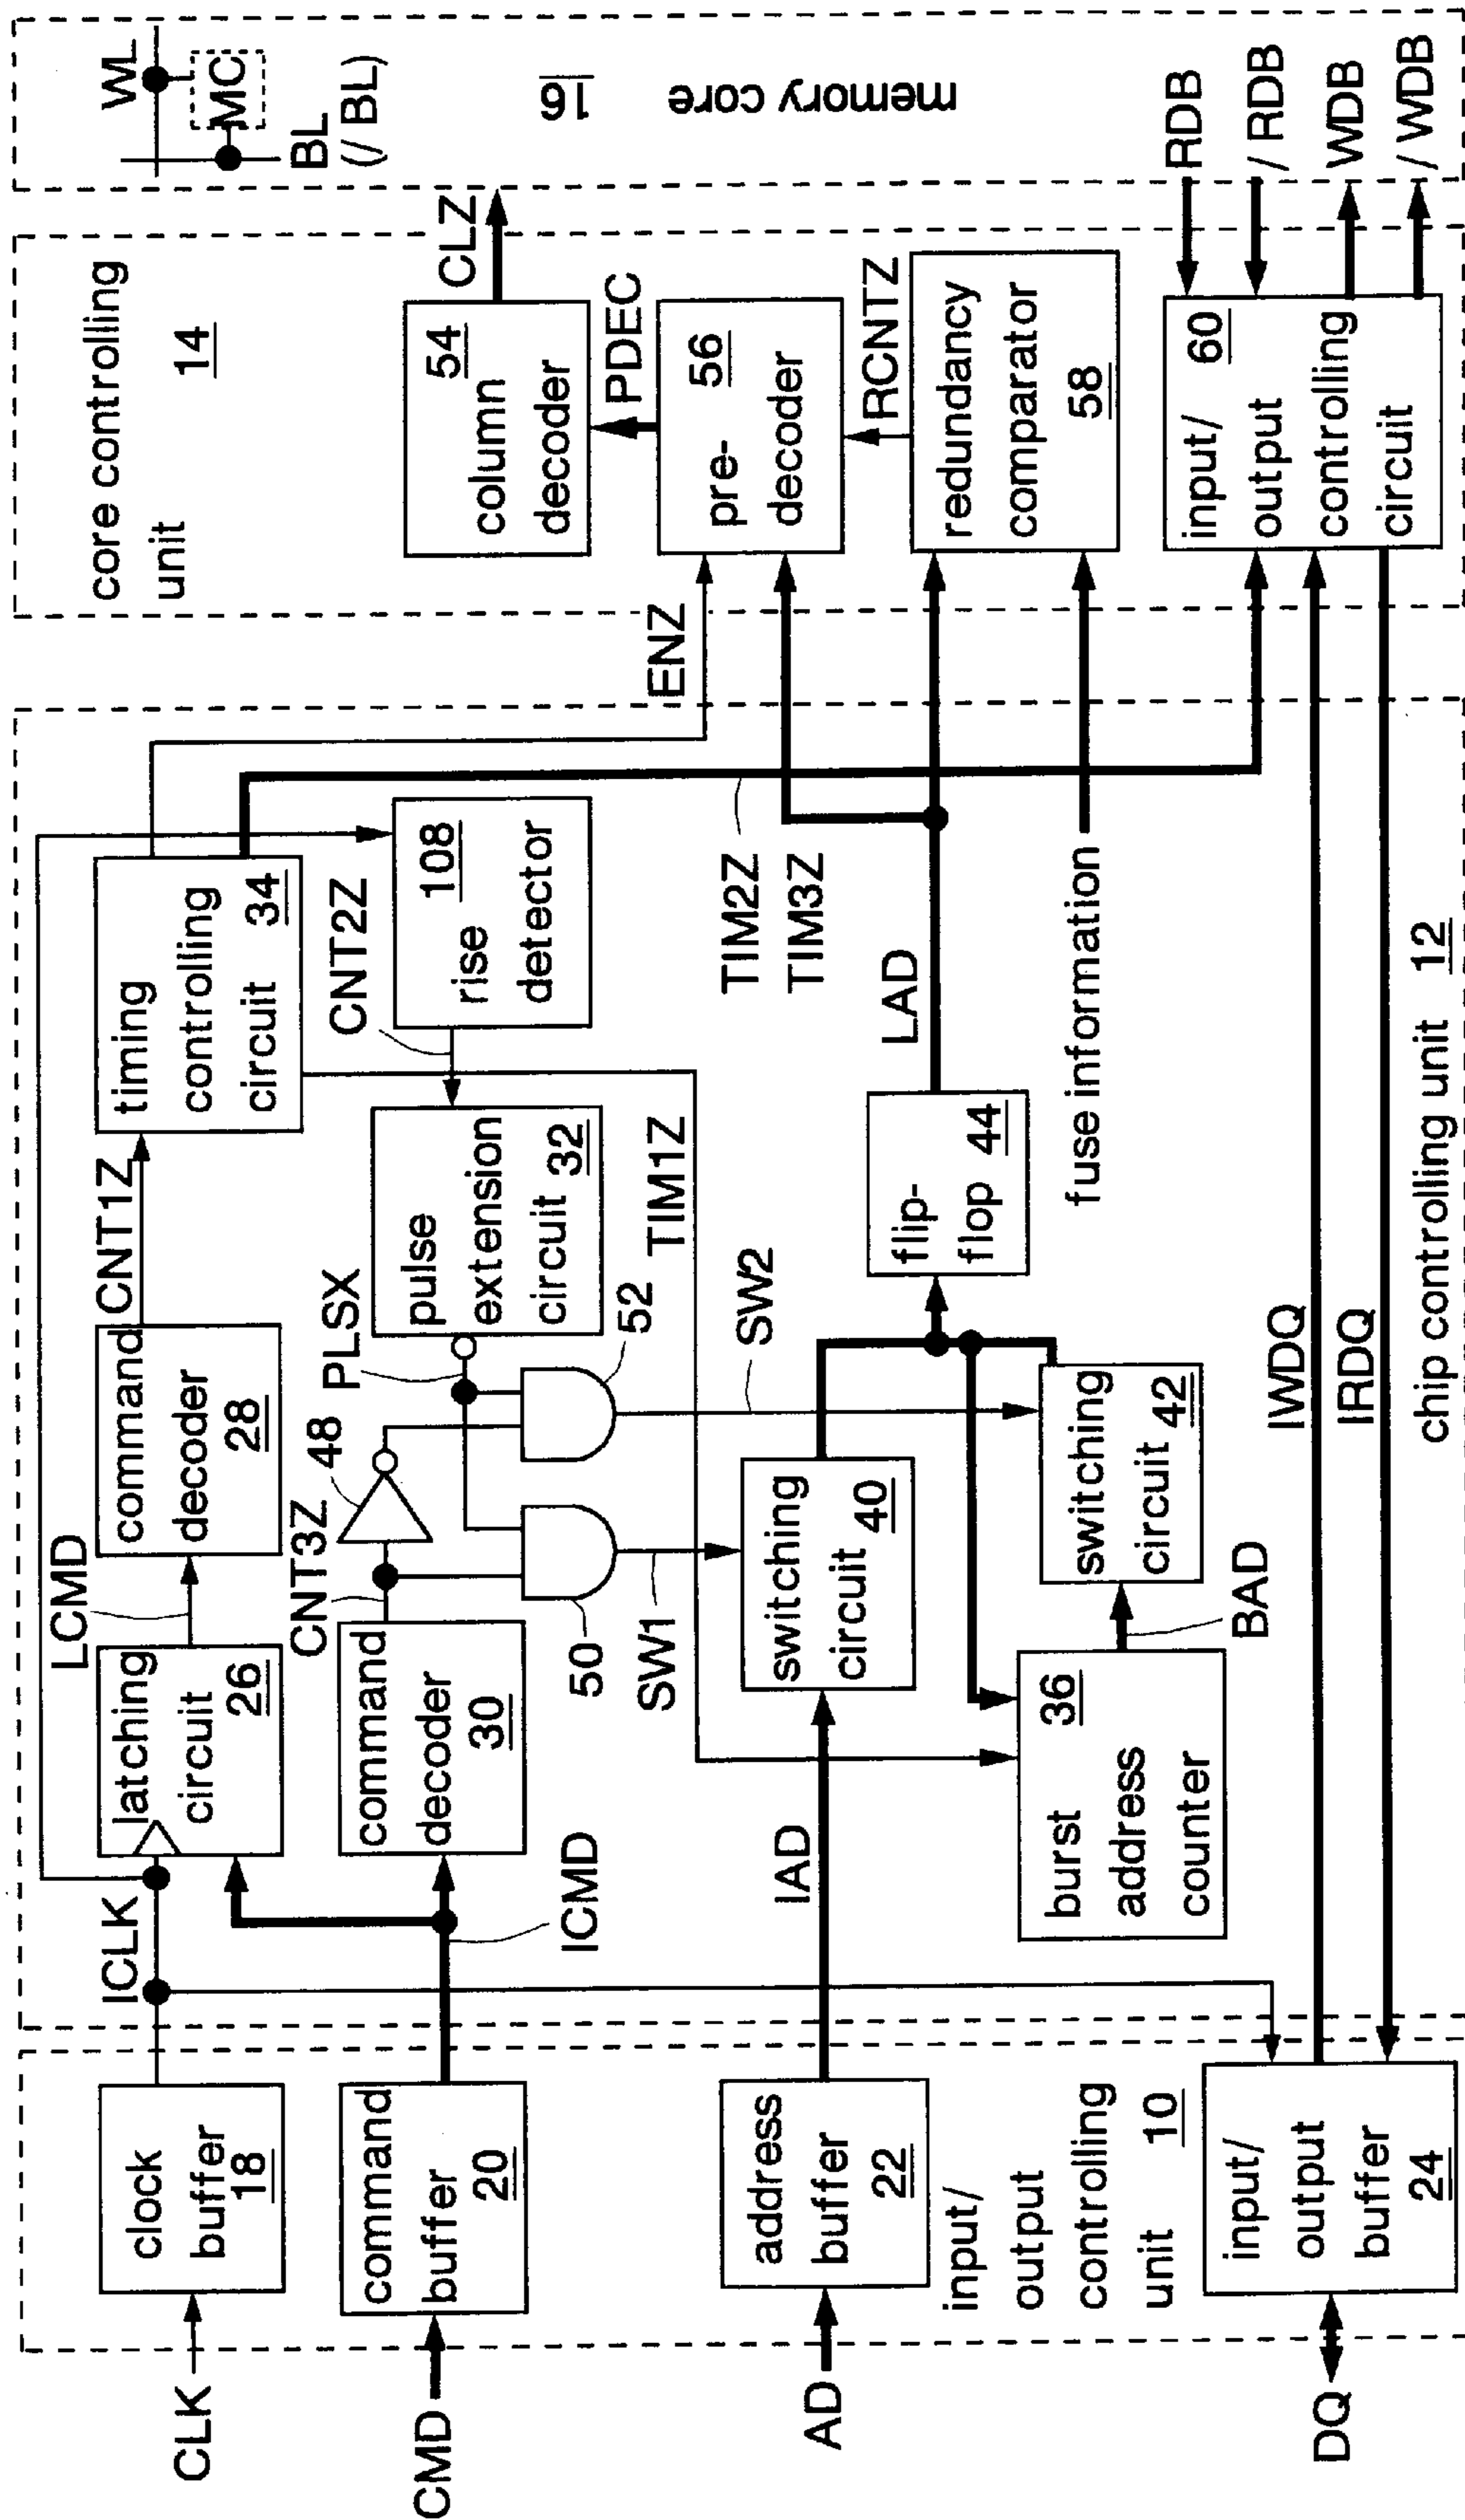 CLK
CMD
AD
DQ
clock
buffer
18
command
buffer
20
address
buffer
22
input/
output
controlling
unit 10
input/
output
buffer
24
ICLK
ICMD
IAD
LCMD
latching
circuit
26
command
decoder
28
CNT1Z
timing
controlling
circuit 34
command
decoder
30
CNT3Z
48
PLSX
50
52
pulse
extension
circuit 32
CNT2Z
108
rise
detector
TIM1Z
SW1
SW2
switching
circuit 40
burst
address
counter
36
BAD
switching
circuit 42
flip-
flop 44
LAD
TIM2Z
TIM3Z
fuse information
IWDQ
IRDQ
chip controlling unit 12
ENZ
core controlling
unit
14
54
column
decoder
CLZ
PDEC
56
pre-
decoder
RCNTZ
redundancy
comparator
58
input/
output
controlling
circuit
60
WL
MC
BL
(/ BL)
16
memory core
RDB
/ RDB
WDB
/ WDB